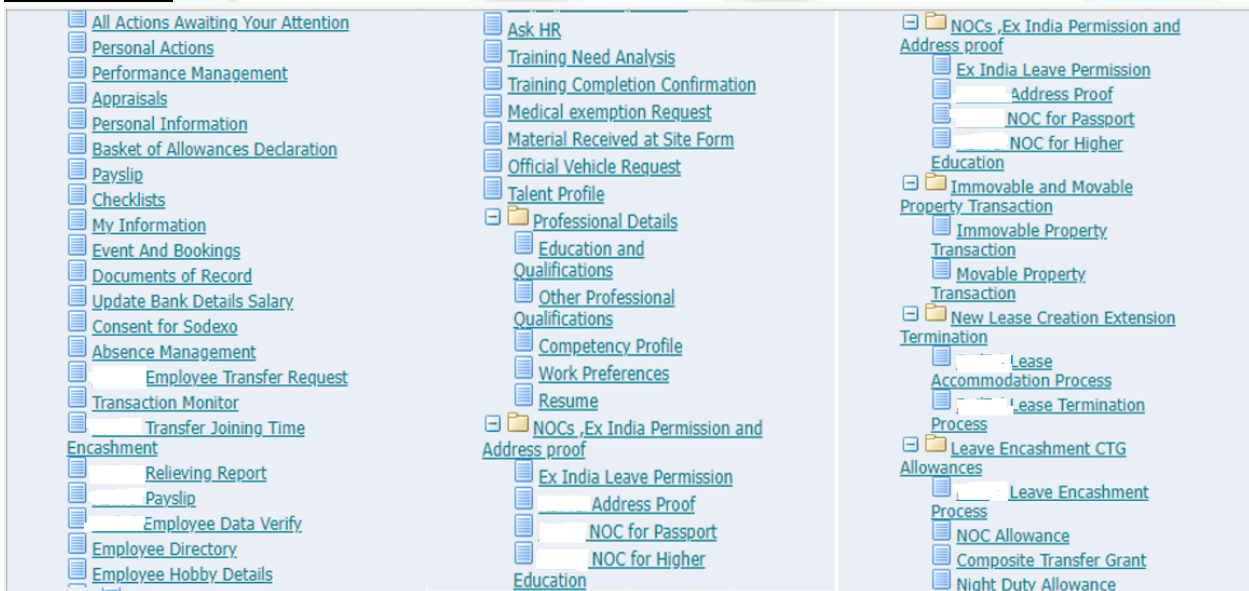 All Actions Awaiting Your Attention
Personal Actions
Performance Management
Appraisals
Personal Information
Basket of Allowances Declaration
Payslip
Checklists
My Information
Event And Bookings
Documents of Record
Update Bank Details Salary
Consent for Sodexo
Absence Management
Employee Transfer Request
Transaction Monitor
Transfer Joining Time
Encashment
Relieving Report
Payslip
Employee Data Verify
Employee Directory
Employee Hobby Details
Ask HR
Training Need Analysis
Training Completion Confirmation
Medical exemption Request
Material Received at Site Form
Official Vehicle Request
Talent Profile
Professional Details
Education and
Qualifications
Other Professional
Qualifications
Competency Profile
Work Preferences
Resume
NOCs ,Ex India Permission and
Address proof
Ex India Leave Permission
Address Proof
NOC for Passport
NOC for Higher
Education
NOCs ,Ex India Permission and
Address proof
Ex India Leave Permission
Address Proof
NOC for Passport
NOC for Higher
Education
Immovable and Movable
Property Transaction
Immovable Property
Transaction
Movable Property
Transaction
New Lease Creation Extension
Termination
Lease
Accommodation Process
Lease Termination
Process
Leave Encashment CTG
Allowances
Leave Encashment
Process
NOC Allowance
Composite Transfer Grant
Night Duty Allowance